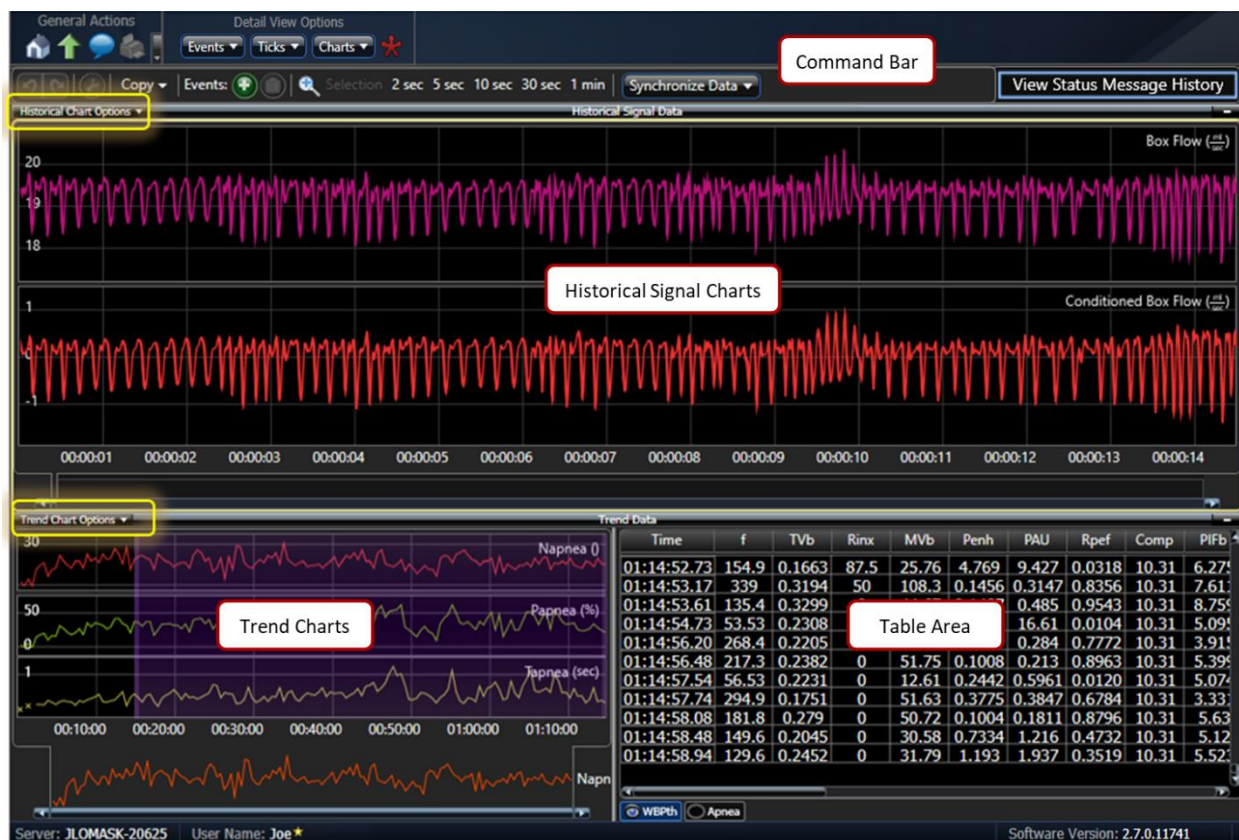 General Actions
Detail View Options
Events Ticks Charts
Command Bar
Copy Events: Selection 2 sec 5 sec 10 sec 30 sec 1 min Synchronize Data View Status Message History
Historical Chart Options Historical Signal Data
Box Flow (ml/sec)
20
19
18
Historical Signal Charts
Conditioned Box Flow (ml/sec)
1
0
-1
00:00:01 00:00:02 00:00:03 00:00:04 00:00:05 00:00:06 00:00:07 00:00:08 00:00:09 00:00:10 00:00:11 00:00:12 00:00:13 00:00:14
Trend Chart Options Trend Data
30
Napnea ()
50
Papnea (%)
0
Trend Charts
1
Tapnea (sec)
00:10:00 00:20:00 00:30:00 00:40:00 00:50:00 01:00:00 01:10:00
Napn
Time f TVb Rinx MVb Penh PAU Rpef Comp PIFb
01:14:52.73 154.9 0.1663 87.5 25.76 4.769 9.427 0.0318 10.31
01:14:53.17 339 0.3194 50 108.3 0.1456 0.3147 0.8356 10.31
01:14:53.61 135.4 0.3299 0.485 0.9543 10.31
01:14:54.73 53.53 0.2308 16.61 0.0104 10.31
01:14:56.20 268.4 0.2205 0.284 0.7772 10.31
Table Area
01:14:56.48 217.3 0.2382 0 51.75 0.1008 0.213 0.8963 10.31
01:14:57.54 56.53 0.2231 0 12.61 0.2442 0.5961 0.0120 10.31
01:14:57.74 294.9 0.1751 0 51.63 0.3775 0.3847 0.6784 10.31
01:14:58.08 181.8 0.279 0 50.72 0.1004 0.1811 0.8796 10.31 5.63
01:14:58.48 149.6 0.2045 0 30.58 0.7334 1.216 0.4732 10.31 5.12
01:14:58.94 129.6 0.2452 0 31.79 1.193 1.937 0.3519 10.31
WBPth Apnea
Server: JLOMASK-20625 User Name: Joe Software Version: 2.7.0.11741